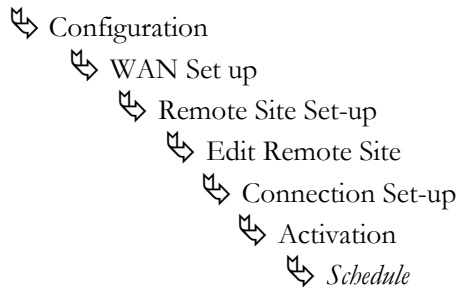 Configuration
WAN Set up
Remote Site Set-up
Edit Remote Site
Connection Set-up
Activation
Schedule